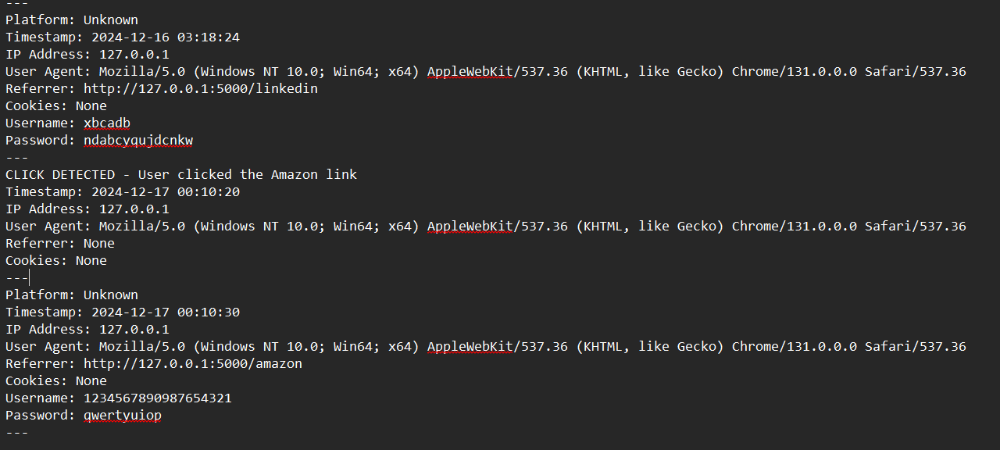 ---
Platform: Unknown
Timestamp: 2024-12-16 03:18:24
IP Address: 127.0.0.1
User Agent: Mozilla/5.0 (Windows NT 10.0; Win64; x64) AppleWebKit/537.36 (KHTML, like Gecko) Chrome/131.0.0.0 Safari/537.36
Referrer: http://127.0.0.1:5000/linkedin
Cookies: None
Username: xbcadb
Password: ndabcyqujdcnkw
---
CLICK DETECTED - User clicked the Amazon link
Timestamp: 2024-12-17 00:10:20
IP Address: 127.0.0.1
User Agent: Mozilla/5.0 (Windows NT 10.0; Win64; x64) AppleWebKit/537.36 (KHTML, like Gecko) Chrome/131.0.0.0 Safari/537.36
Referrer: None
Cookies: None
---
Platform: Unknown
Timestamp: 2024-12-17 00:10:30
IP Address: 127.0.0.1
User Agent: Mozilla/5.0 (Windows NT 10.0; Win64; x64) AppleWebKit/537.36 (KHTML, like Gecko) Chrome/131.0.0.0 Safari/537.36
Referrer: http://127.0.0.1:5000/amazon
Cookies: None
Username: 1234567890987654321
Password: qwertyuiop
---